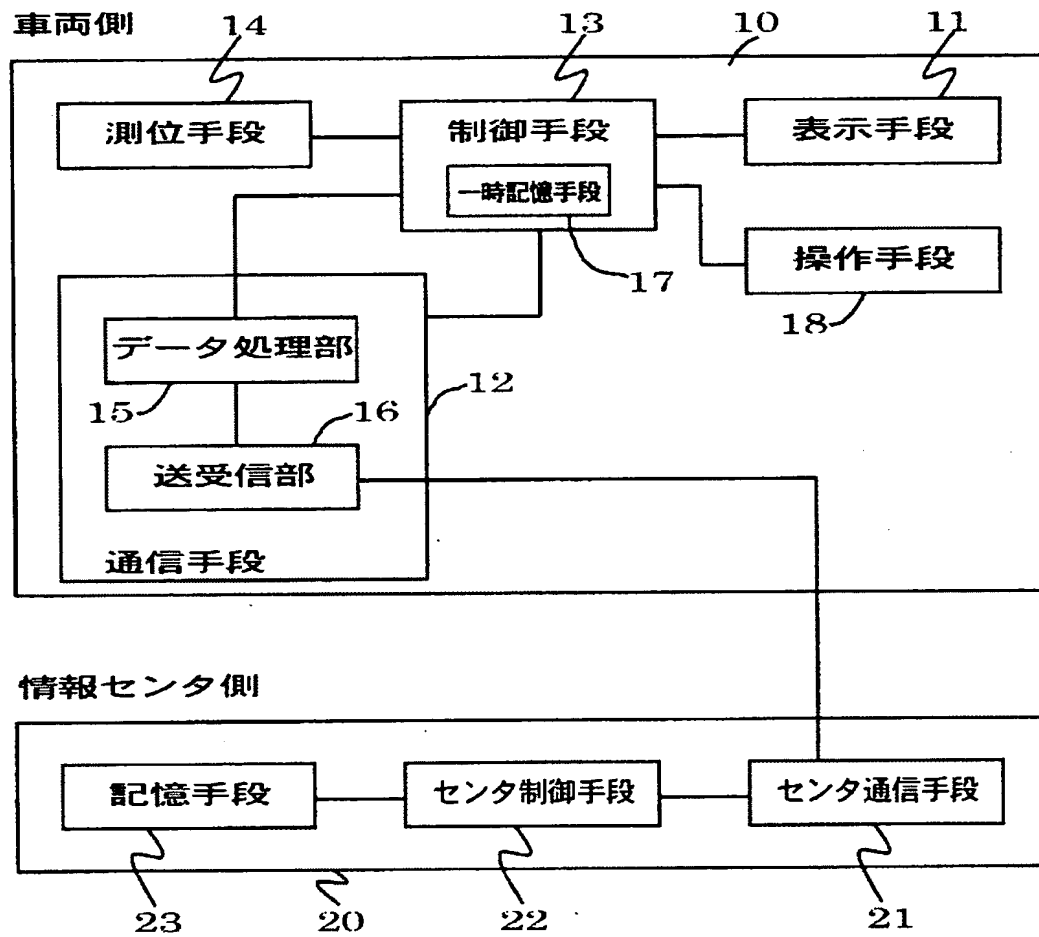 車両側
14
13
10
11
測位手段
制御手段
表示手段
一時記憶手段
操作手段
17
18
データ処理部
12
15
16
送受信部
通信手段
情報センタ側
記憶手段
センタ制御手段
センタ通信手段
23
20
22
21